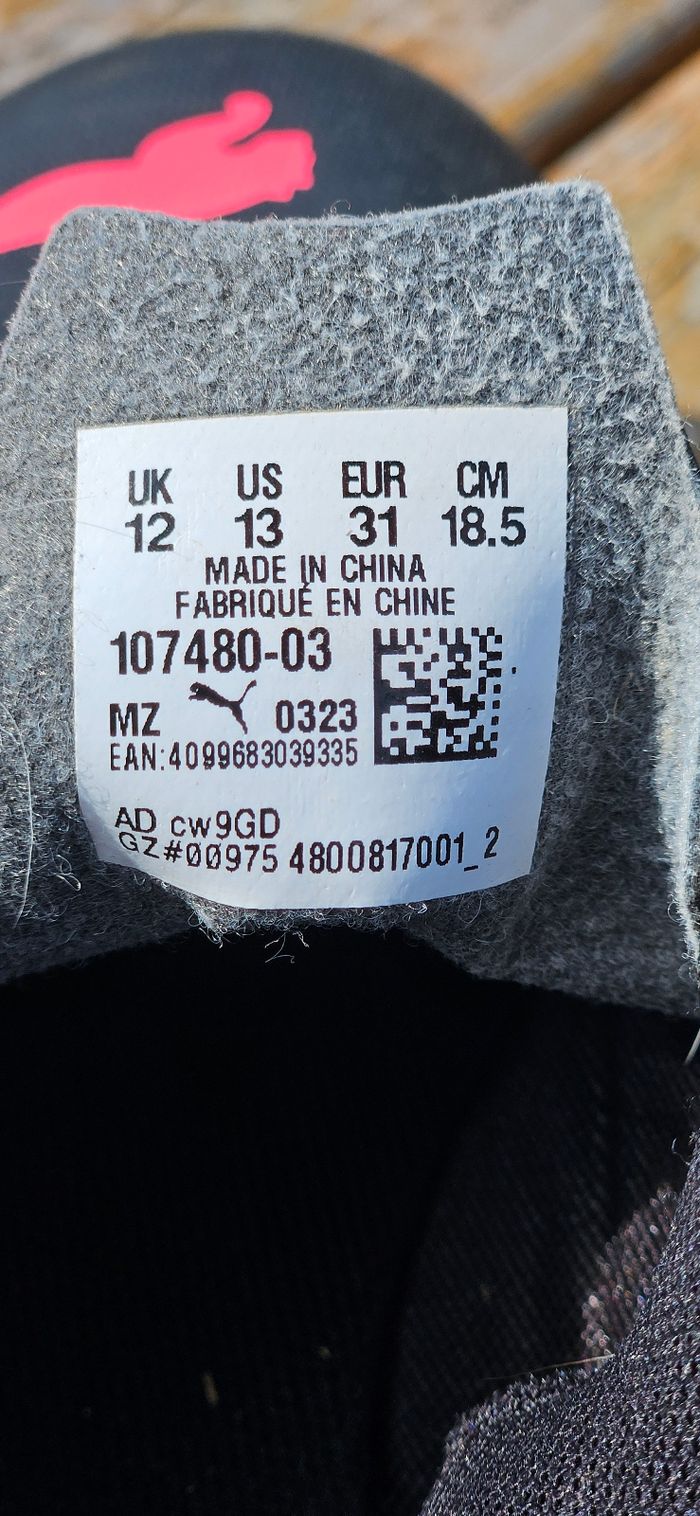 UK US EUR CM
12 13 31 18.5
MADE IN CHINA
FABRIQUÉ EN CHINE
107480-03
MZ 0323
EAN:4099683039335
AD cw9GD
GZ#00975 4800817001_2